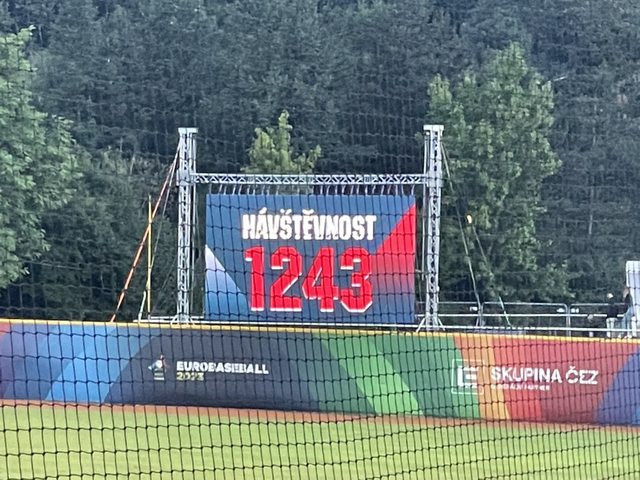 NÁVŠTĚVNOST
1243
EUROBASEBALL
2023
SKUPINA ČEZ